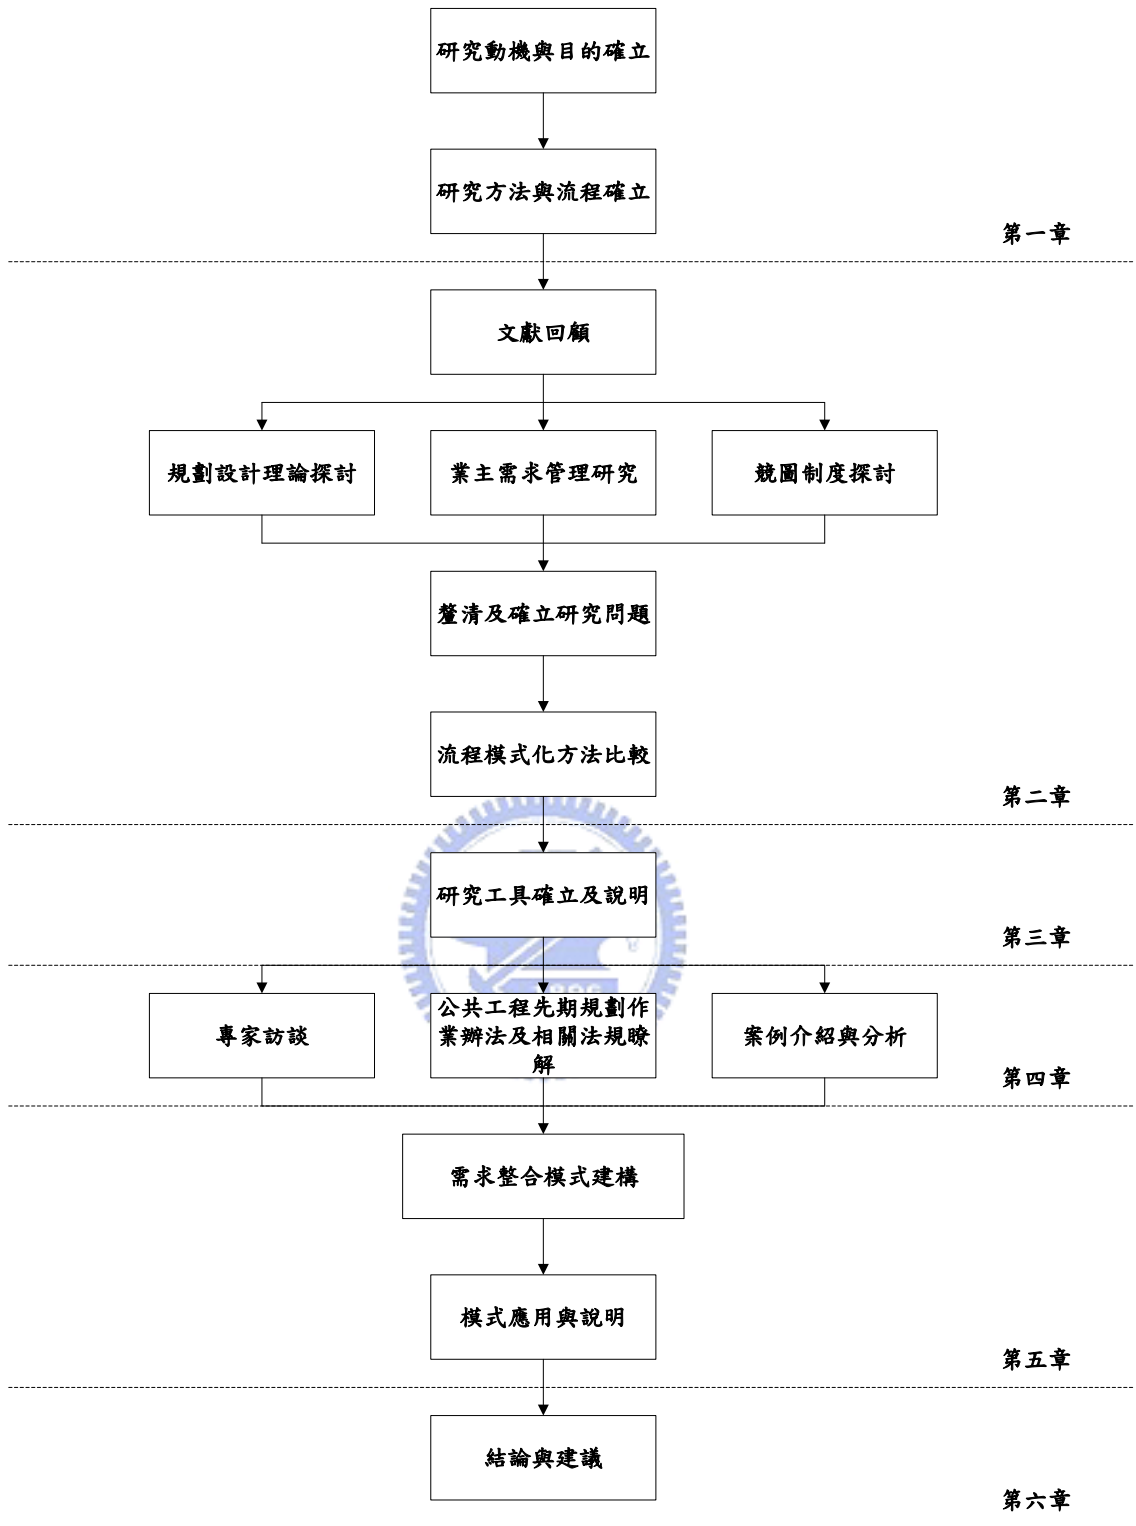 研究動機與目的確立
研究方法與流程確立
第一章
文獻回顧
規劃設計理論探討
業主需求管理研究
競圖制度探討
釐清及確立研究問題
流程模式化方法比較
第二章
研究工具確立及說明
第三章
專家訪談
公共工程先期規劃作
業辦法及相關法規瞭
解
案例介紹與分析
第四章
需求整合模式建構
模式應用與說明
第五章
結論與建議
第六章